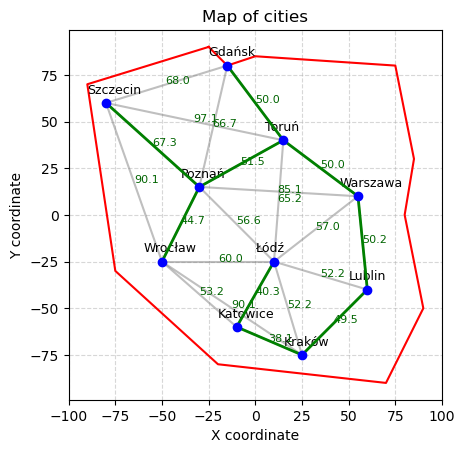 Map of cities
Gdańsk
68.0
Szczecin
50.0
97.1
66.7
Toruń
67.3
51.5
50.0
Poznań
90.1
Warszawa
85.1
65.2
44.7
56.6
57.0
50.2
Wrocław
Łódź
60.0
52.2
Lublin
53.2
40.3
90.1
52.2
Katowice
49.5
38.1
Kraków
75
50
25
0
−25
−50
−75
Y coordinate
−100
−75
−50
−25
0
25
50
75
100
X coordinate